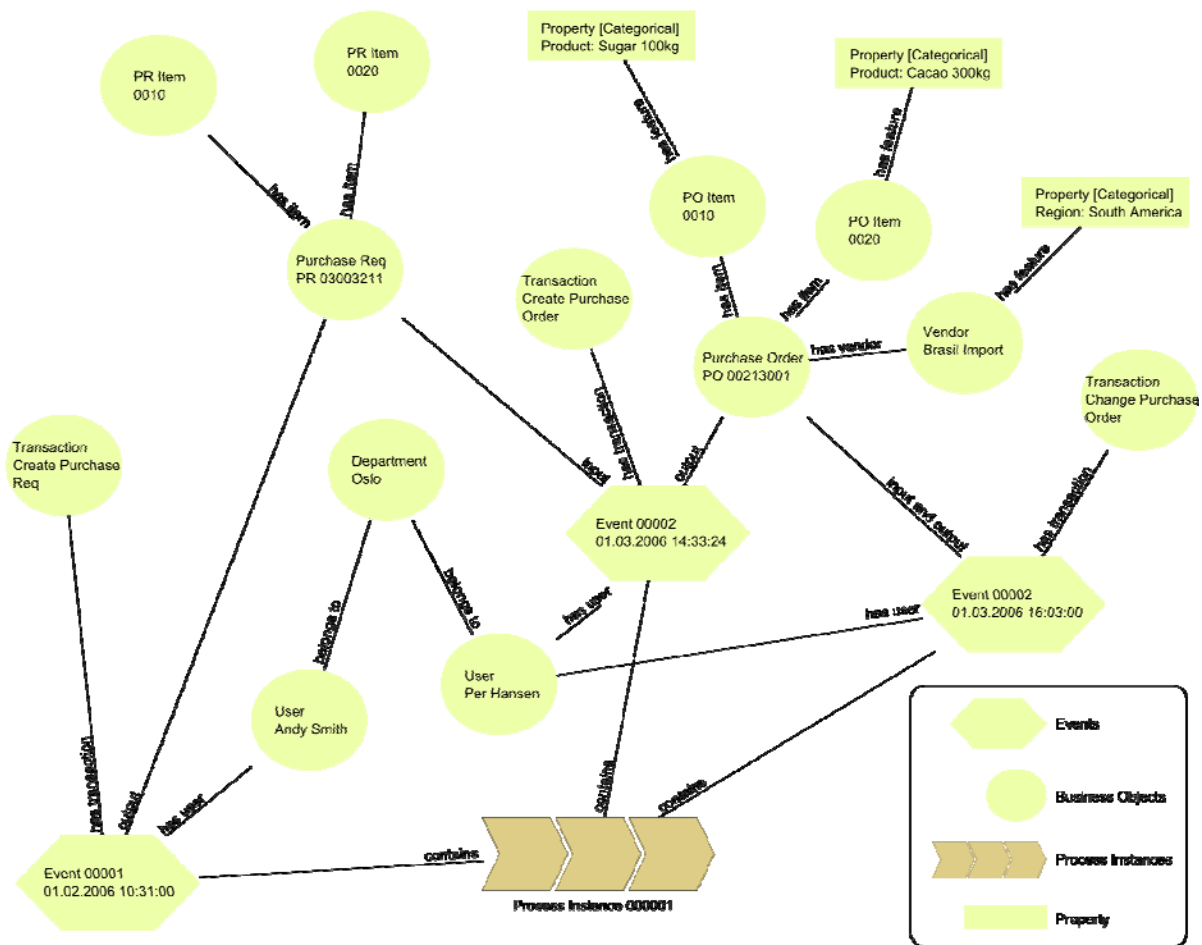 Property [Categorical]
Product: Sugar 100kg
Property [Categorical]
Product: Cacao 300kg
PR Item
0010
PR Item
0020
has feature
has feature
has item
has item
PO Item
0010
PO Item
0020
Property [Categorical]
Region: South America
Purchase Req
PR 03003211
Transaction
Create Purchase
Order
has item
has item
has feature
Purchase Order
PO 00213001
has vendor
Vendor
Brasil Import
Transaction
Change Purchase
Order
Transaction
Create Purchase
Req
Department
Oslo
input
has transaction
output
input and output
has transaction
Event 00002
01.03.2006 14:33:24
Event 00002
01.03.2006 16:03:00
belongs to
belongs to
has user
has user
User
Per Hansen
User
Andy Smith
has transaction
output
has user
contains
contains
contains
Event 00001
01.02.2006 10:31:00
Process Instance 000001
Events
Business Objects
Process Instances
Property